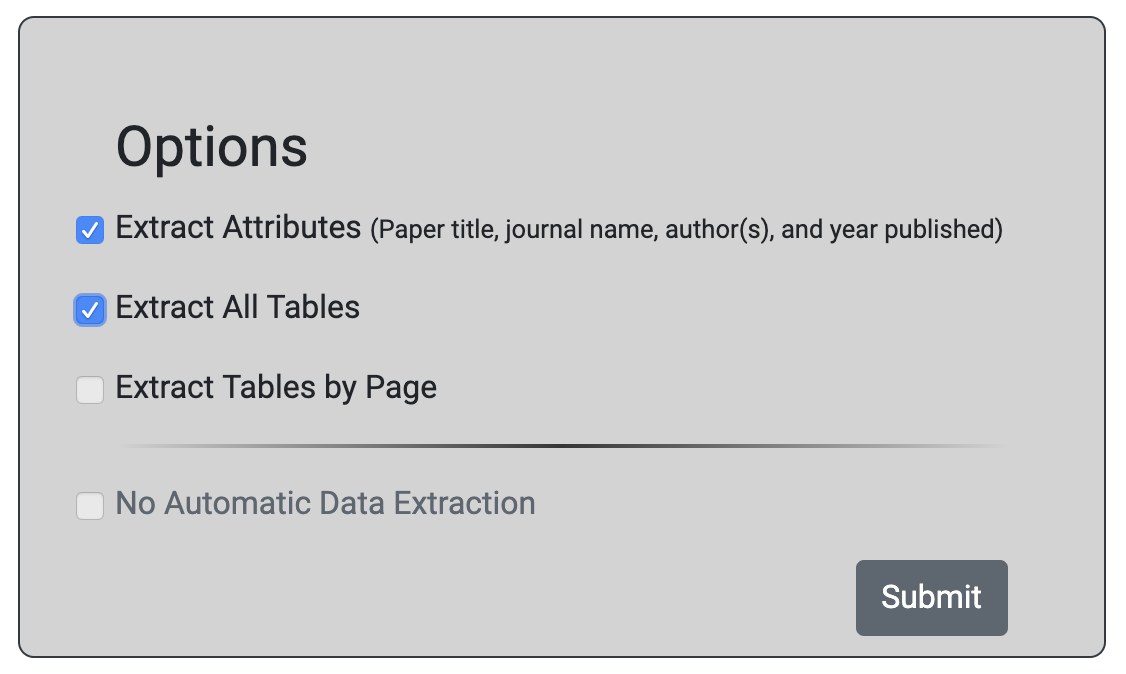 Options
Extract Attributes (Paper title, journal name, author(s), and year published)
Extract All Tables
Extract Tables by Page
No Automatic Data Extraction
Submit